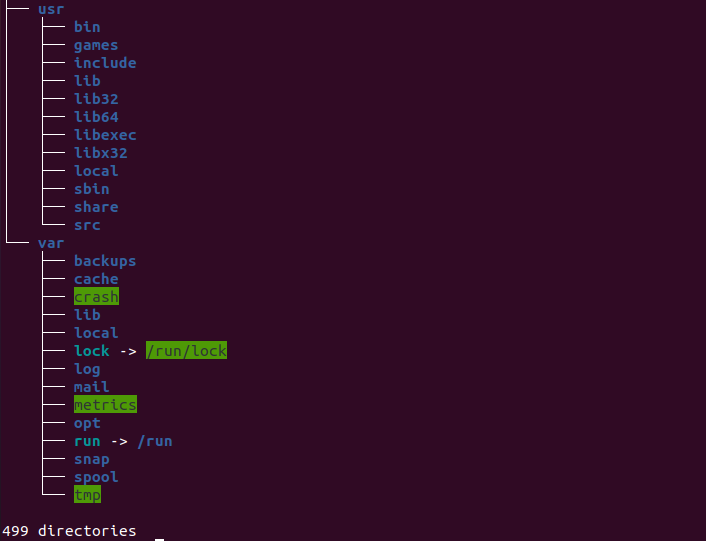 usr
bin
games
include
lib
lib32
lib64
libexec
libx32
local
sbin
share
src
var
backups
cache
crash
lib
local
lock -> /run/lock
log
mail
metrics
opt
run -> /run
snap
spool
tmp
499 directories